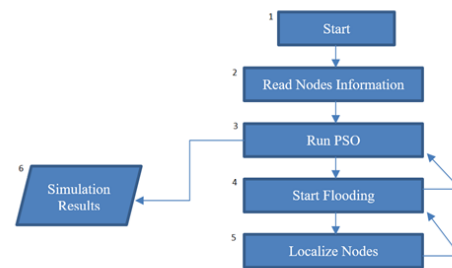 1
Start
2
Read Nodes Information
3
Run PSO
6
Simulation
Results
4
Start Flooding
5
Localize Nodes